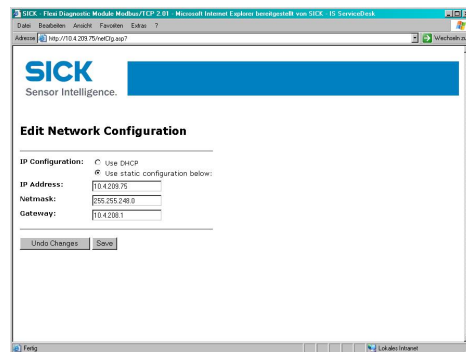 SICK - Flexi Diagnostic Module Modbus/TCP 2.01 - Microsoft Internet Explorer bereitgestellt von SICK - IS ServiceDesk
Datei Bearbeiten Ansicht Favoriten Extras ?
Adresse http://10.4.209.75/netCfg.asp? Wechseln zu
SICK
Sensor Intelligence.
Edit Network Configuration
IP Configuration: Use DHCP
Use static configuration below:
IP Address: 10.4.209.75
Netmask: 255.255.248.0
Gateway: 10.4.208.1
Undo Changes Save
Fertig Lokales Intranet